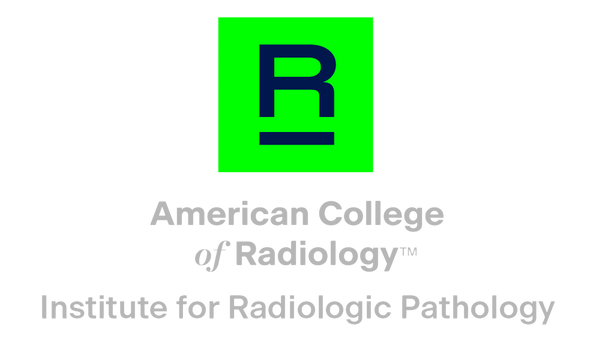 R
American College
of Radiology™
Institute for Radiologic Pathology